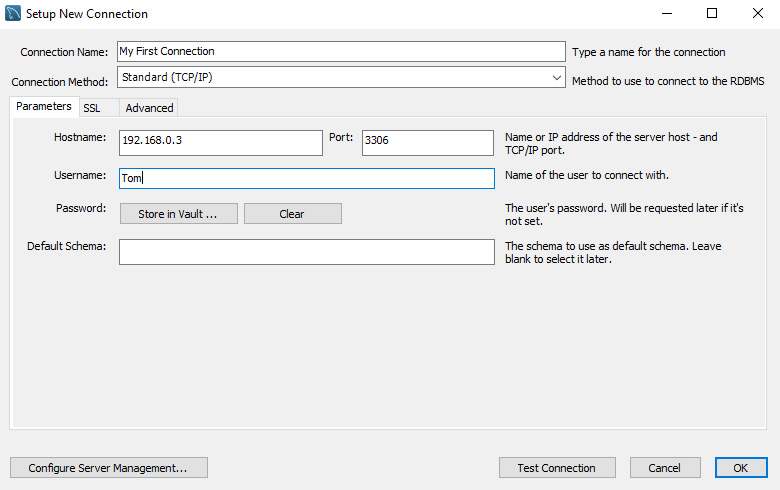 Setup New Connection
Connection Name: My First Connection Type a name for the connection
Connection Method: Standard (TCP/IP) Method to use to connect to the RDBMS
Parameters SSL Advanced
Hostname: 192.168.0.3 Port: 3306 Name or IP address of the server host - and
TCP/IP port.
Username: Tom Name of the user to connect with.
Password: Store in Vault ... Clear The user's password. Will be requested later if it's
not set.
Default Schema: The schema to use as default schema. Leave
blank to select it later.
Configure Server Management... Test Connection Cancel OK